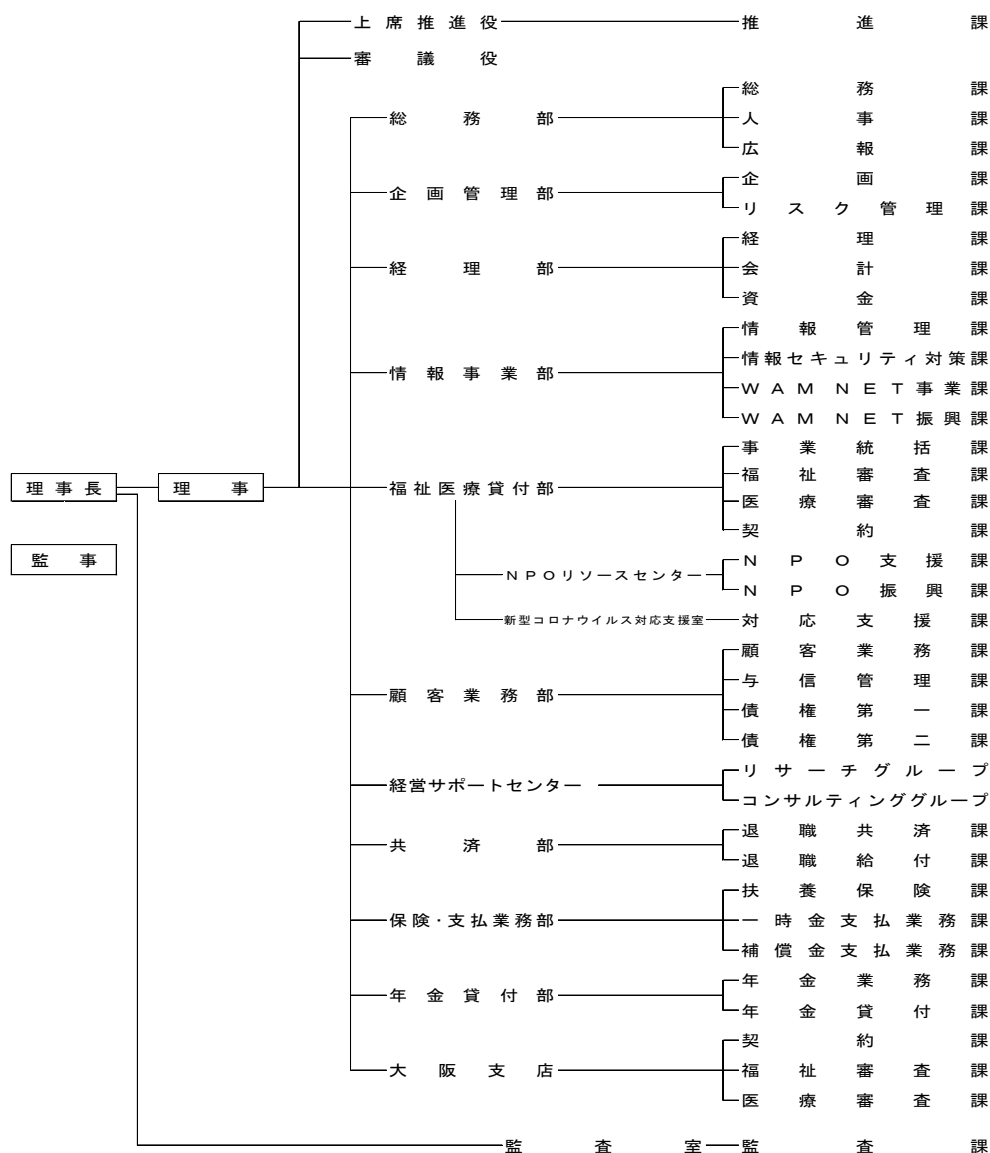 上席推進役 推進課
審議役
総務課
総務部 人事課
広報課
企画課
企画管理部
リスク管理課
経理課
経理部 会計課
資金課
情報管理課
情報セキュリティ対策課
情報事業部
WAM NET事業課
WAM NET振興課
事業統括課
福祉審査課
理事長 理事 福祉医療貸付部
医療審査課
契約課
監事
NPO支援課
NPOリソースセンター
NPO振興課
新型コロナウイルス対応支援室 対応支援課
顧客業務課
与信管理課
顧客業務部
債権第一課
債権第二課
リサーチグループ
経営サポートセンター
コンサルティンググループ
退職共済課
共済部
退職給付課
扶養保険課
保険・支払業務部 一時金支払業務課
補償金支払業務課
年金業務課
年金貸付部
年金貸付課
契約課
大阪支店 福祉審査課
医療審査課
監査室 監査課